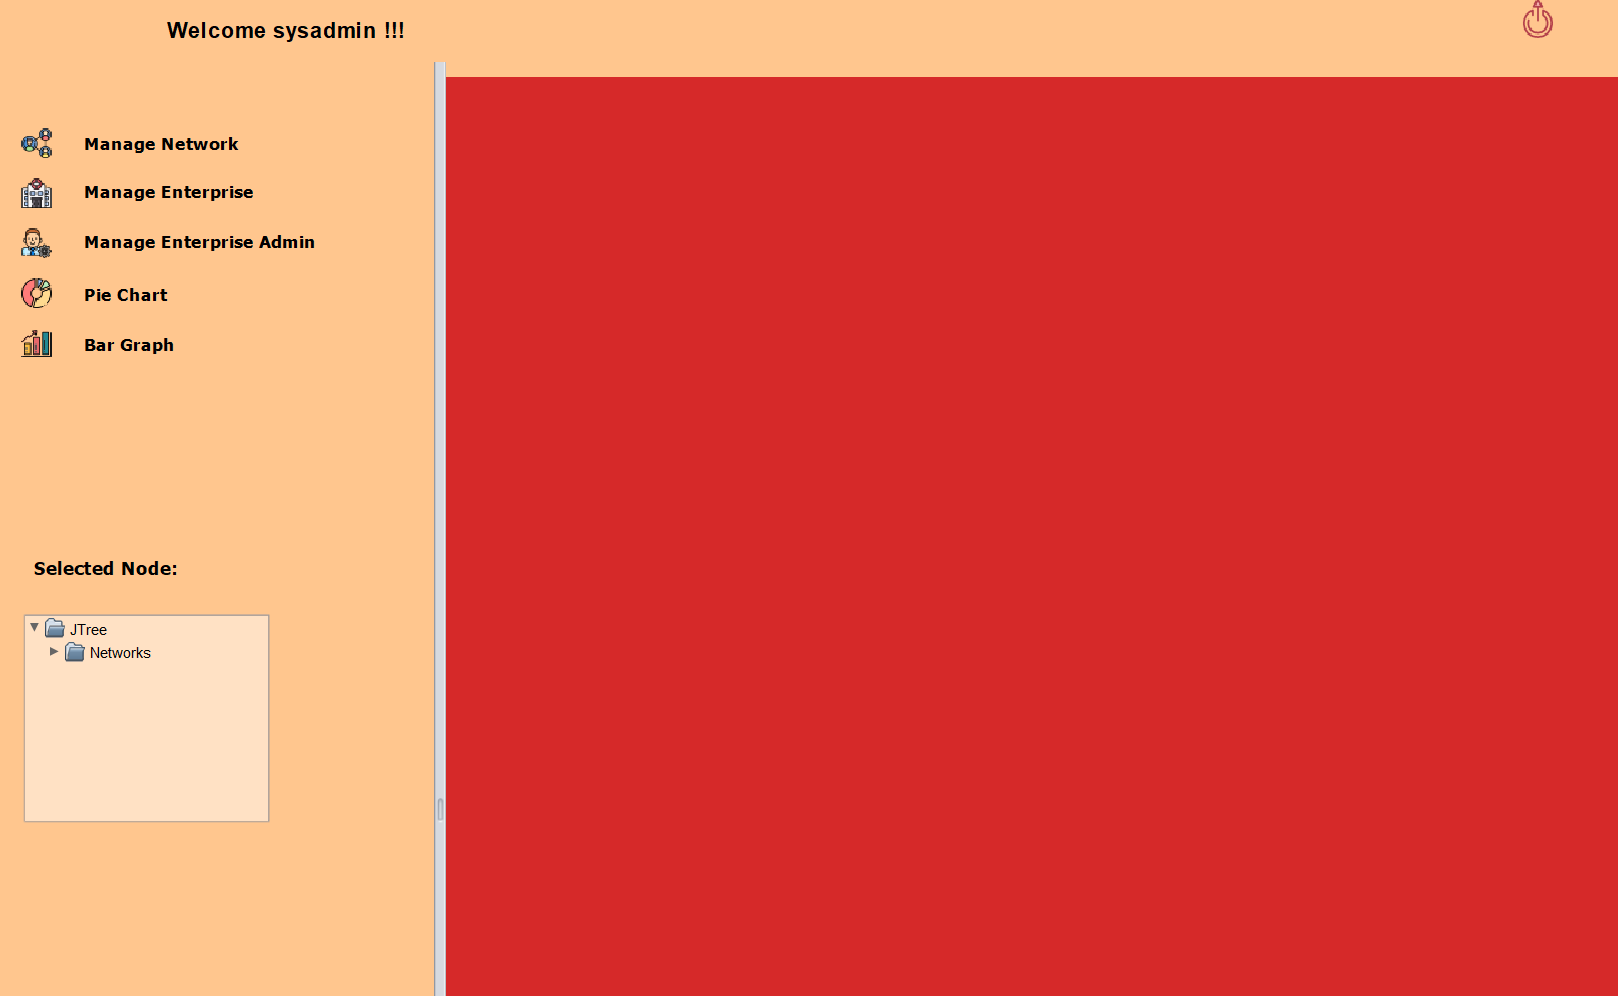 Welcome sysadmin !!!
Manage Network
Manage Enterprise
Manage Enterprise Admin
Pie Chart
Bar Graph
Selected Node:
JTree
Networks